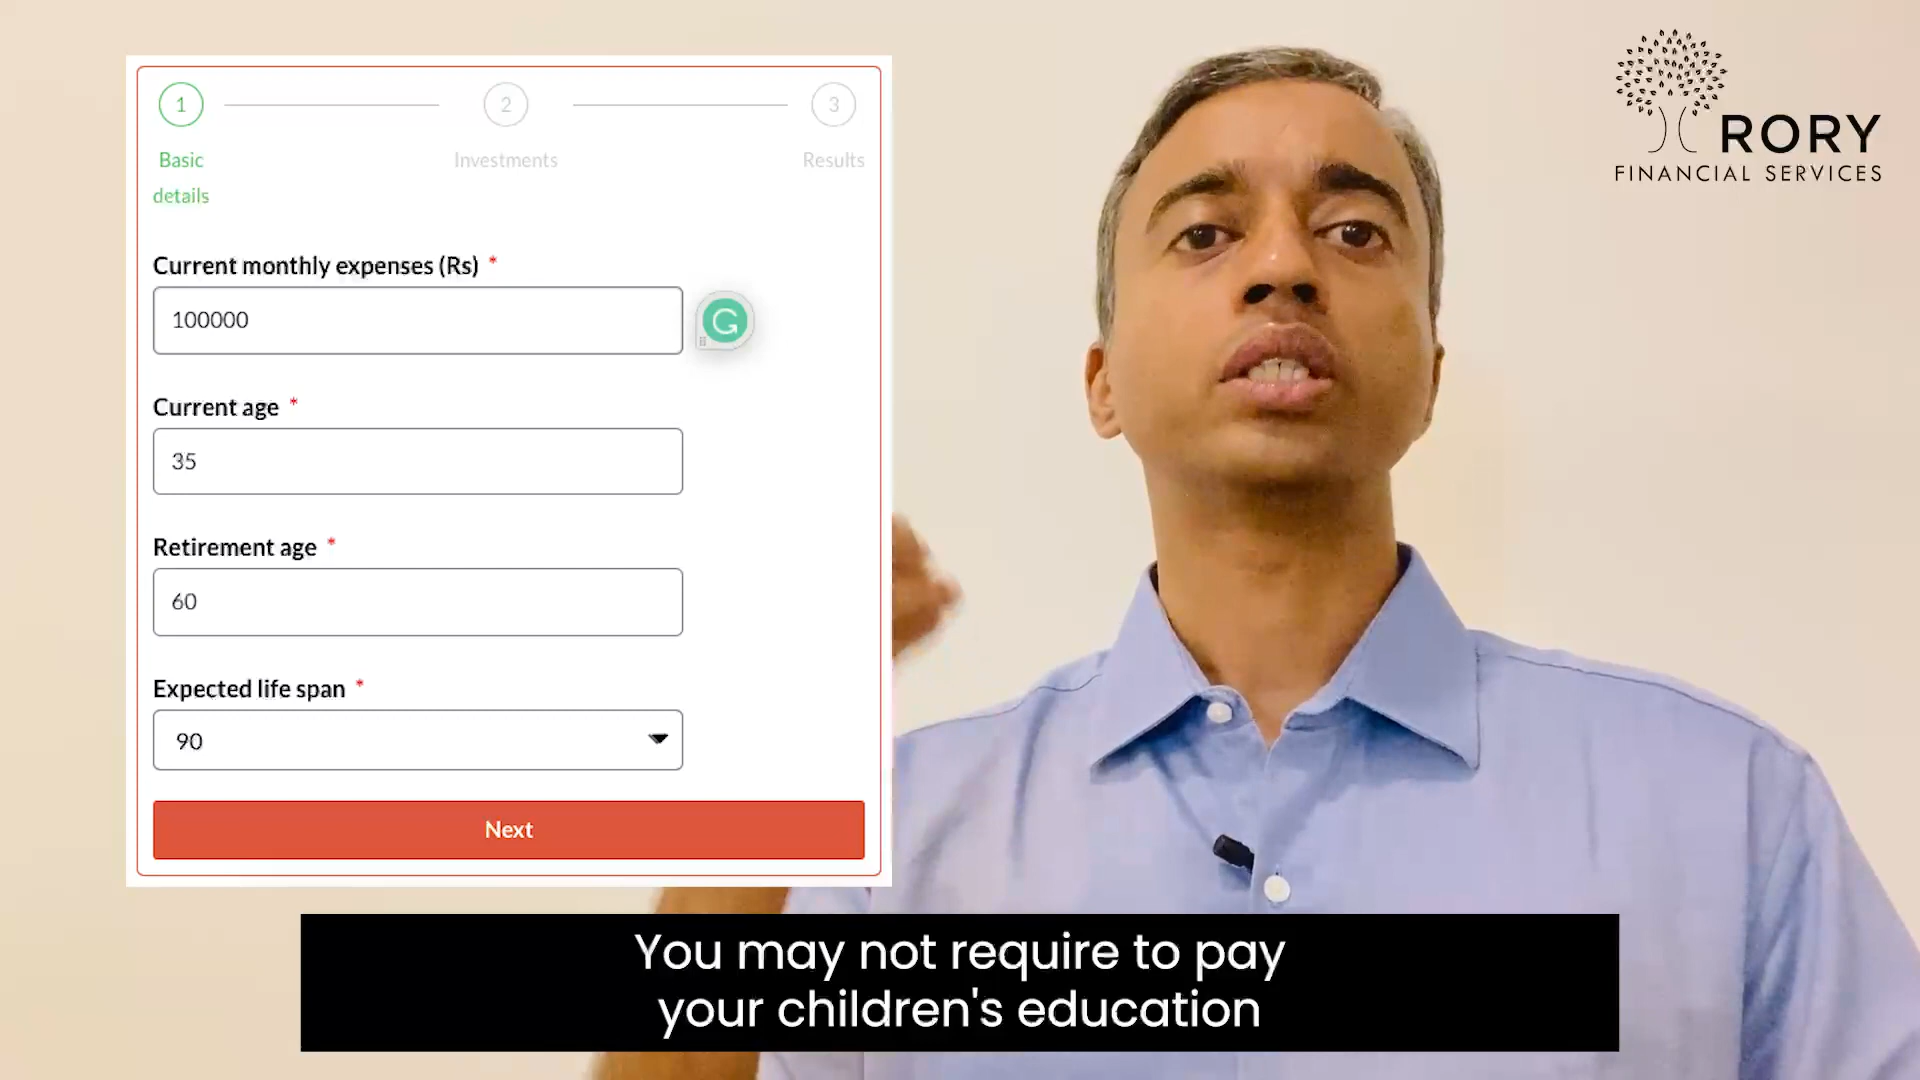 1
2
3
Basic
details
Investments
Results
Current monthly expenses (Rs) *
100000
G
Current age *
35
Retirement age *
60
Expected life span *
90
Next
RORY
FINANCIAL SERVICES
You may not require to pay
your children's education